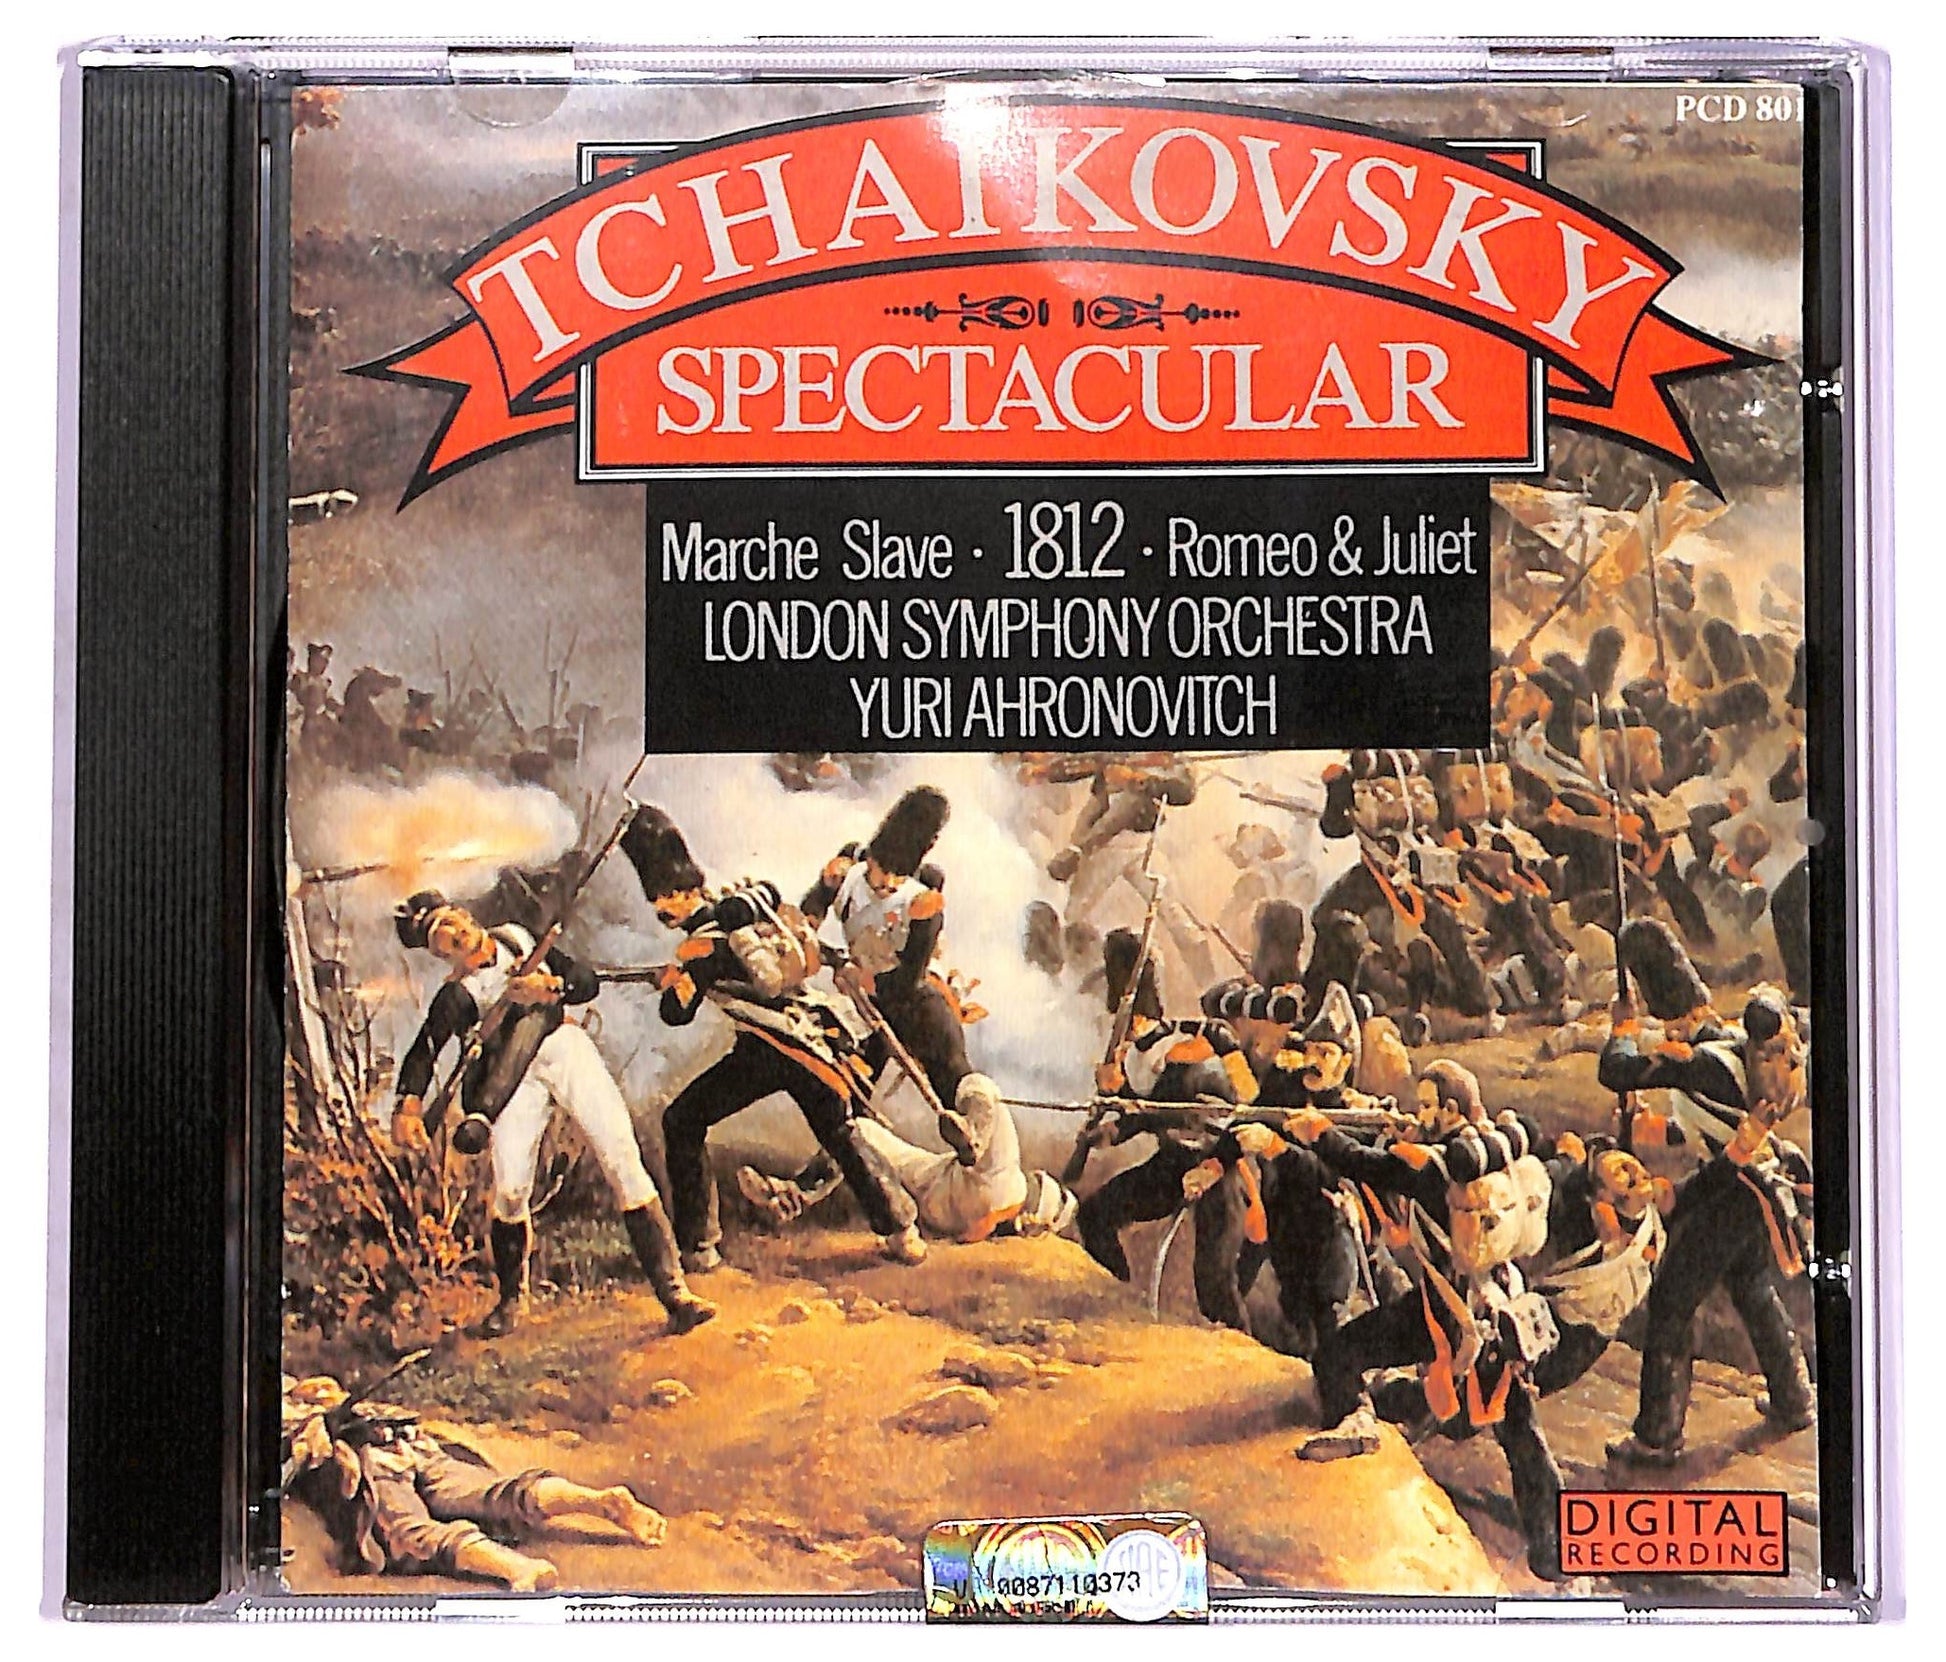 PCD 801
TCHAIKOVSKY
SPECTACULAR
Marche Slave · 1812 · Romeo & Juliet
LONDON SYMPHONY ORCHESTRA
YURI AHRONOVITCH
DIGITAL
RECORDING
0087110373